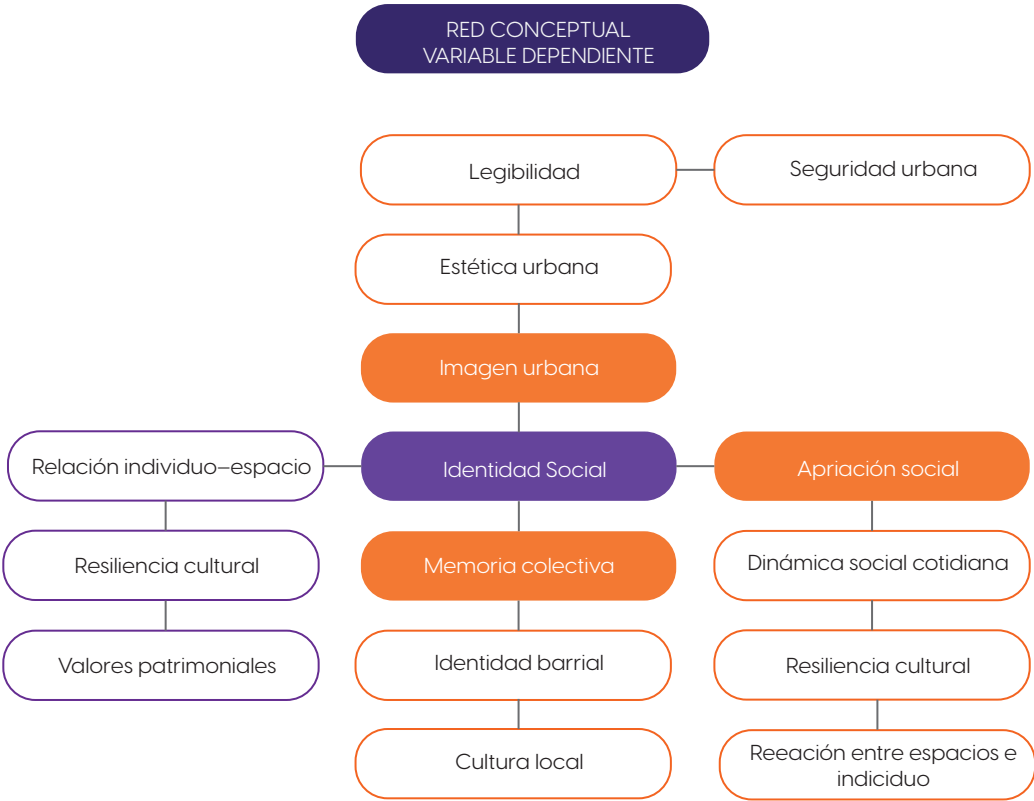 RED CONCEPTUAL
VARIABLE DEPENDIENTE
Legibilidad
Seguridad urbana
Estética urbana
Imagen urbana
Relación individuo–espacio
Identidad Social
Apriación social
Resiliencia cultural
Memoria colectiva
Dinámica social cotidiana
Valores patrimoniales
Identidad barrial
Resiliencia cultural
Cultura local
Reeación entre espacios e
indiciduo